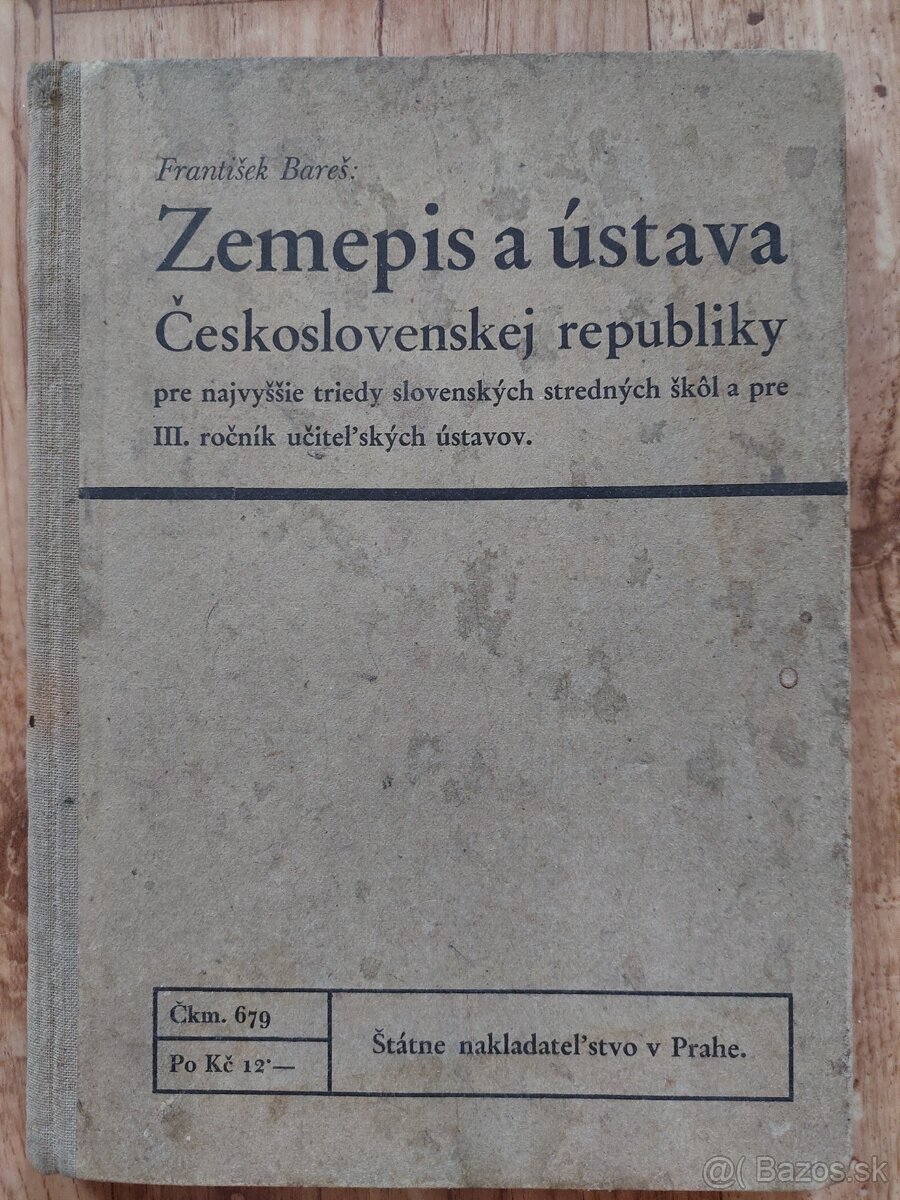 František Bareš:
Zemepis a ústava
Československej republiky
pre najvyššie triedy slovenských stredných škôl a pre
III. ročník učiteľských ústavov.
Čkm. 679
Po Kč 12·—
Štátne nakladateľstvo v Prahe.
@( Bazos.sk